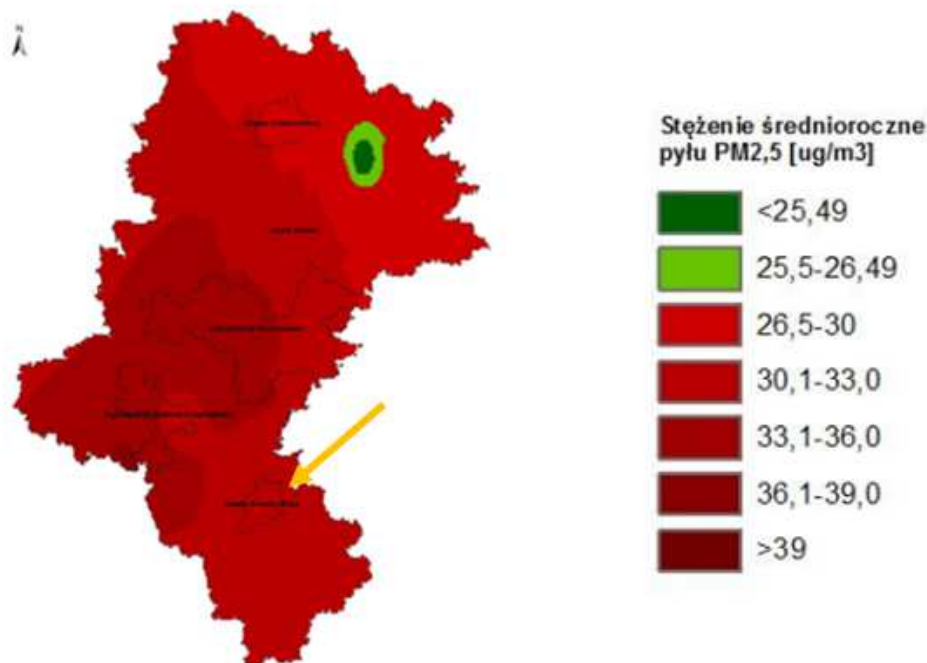 N
Stężenie średnioroczne
pyłu PM2,5 [ug/m3]
<25,49
25,5-26,49
26,5-30
30,1-33,0
33,1-36,0
36,1-39,0
>39